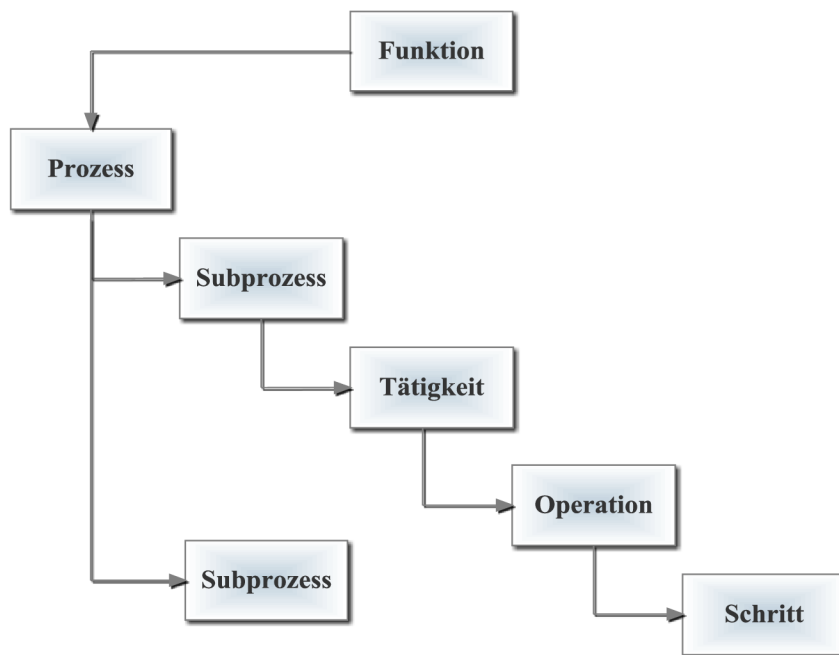 Funktion
Prozess
Subprozess
Tätigkeit
Operation
Subprozess
Schritt